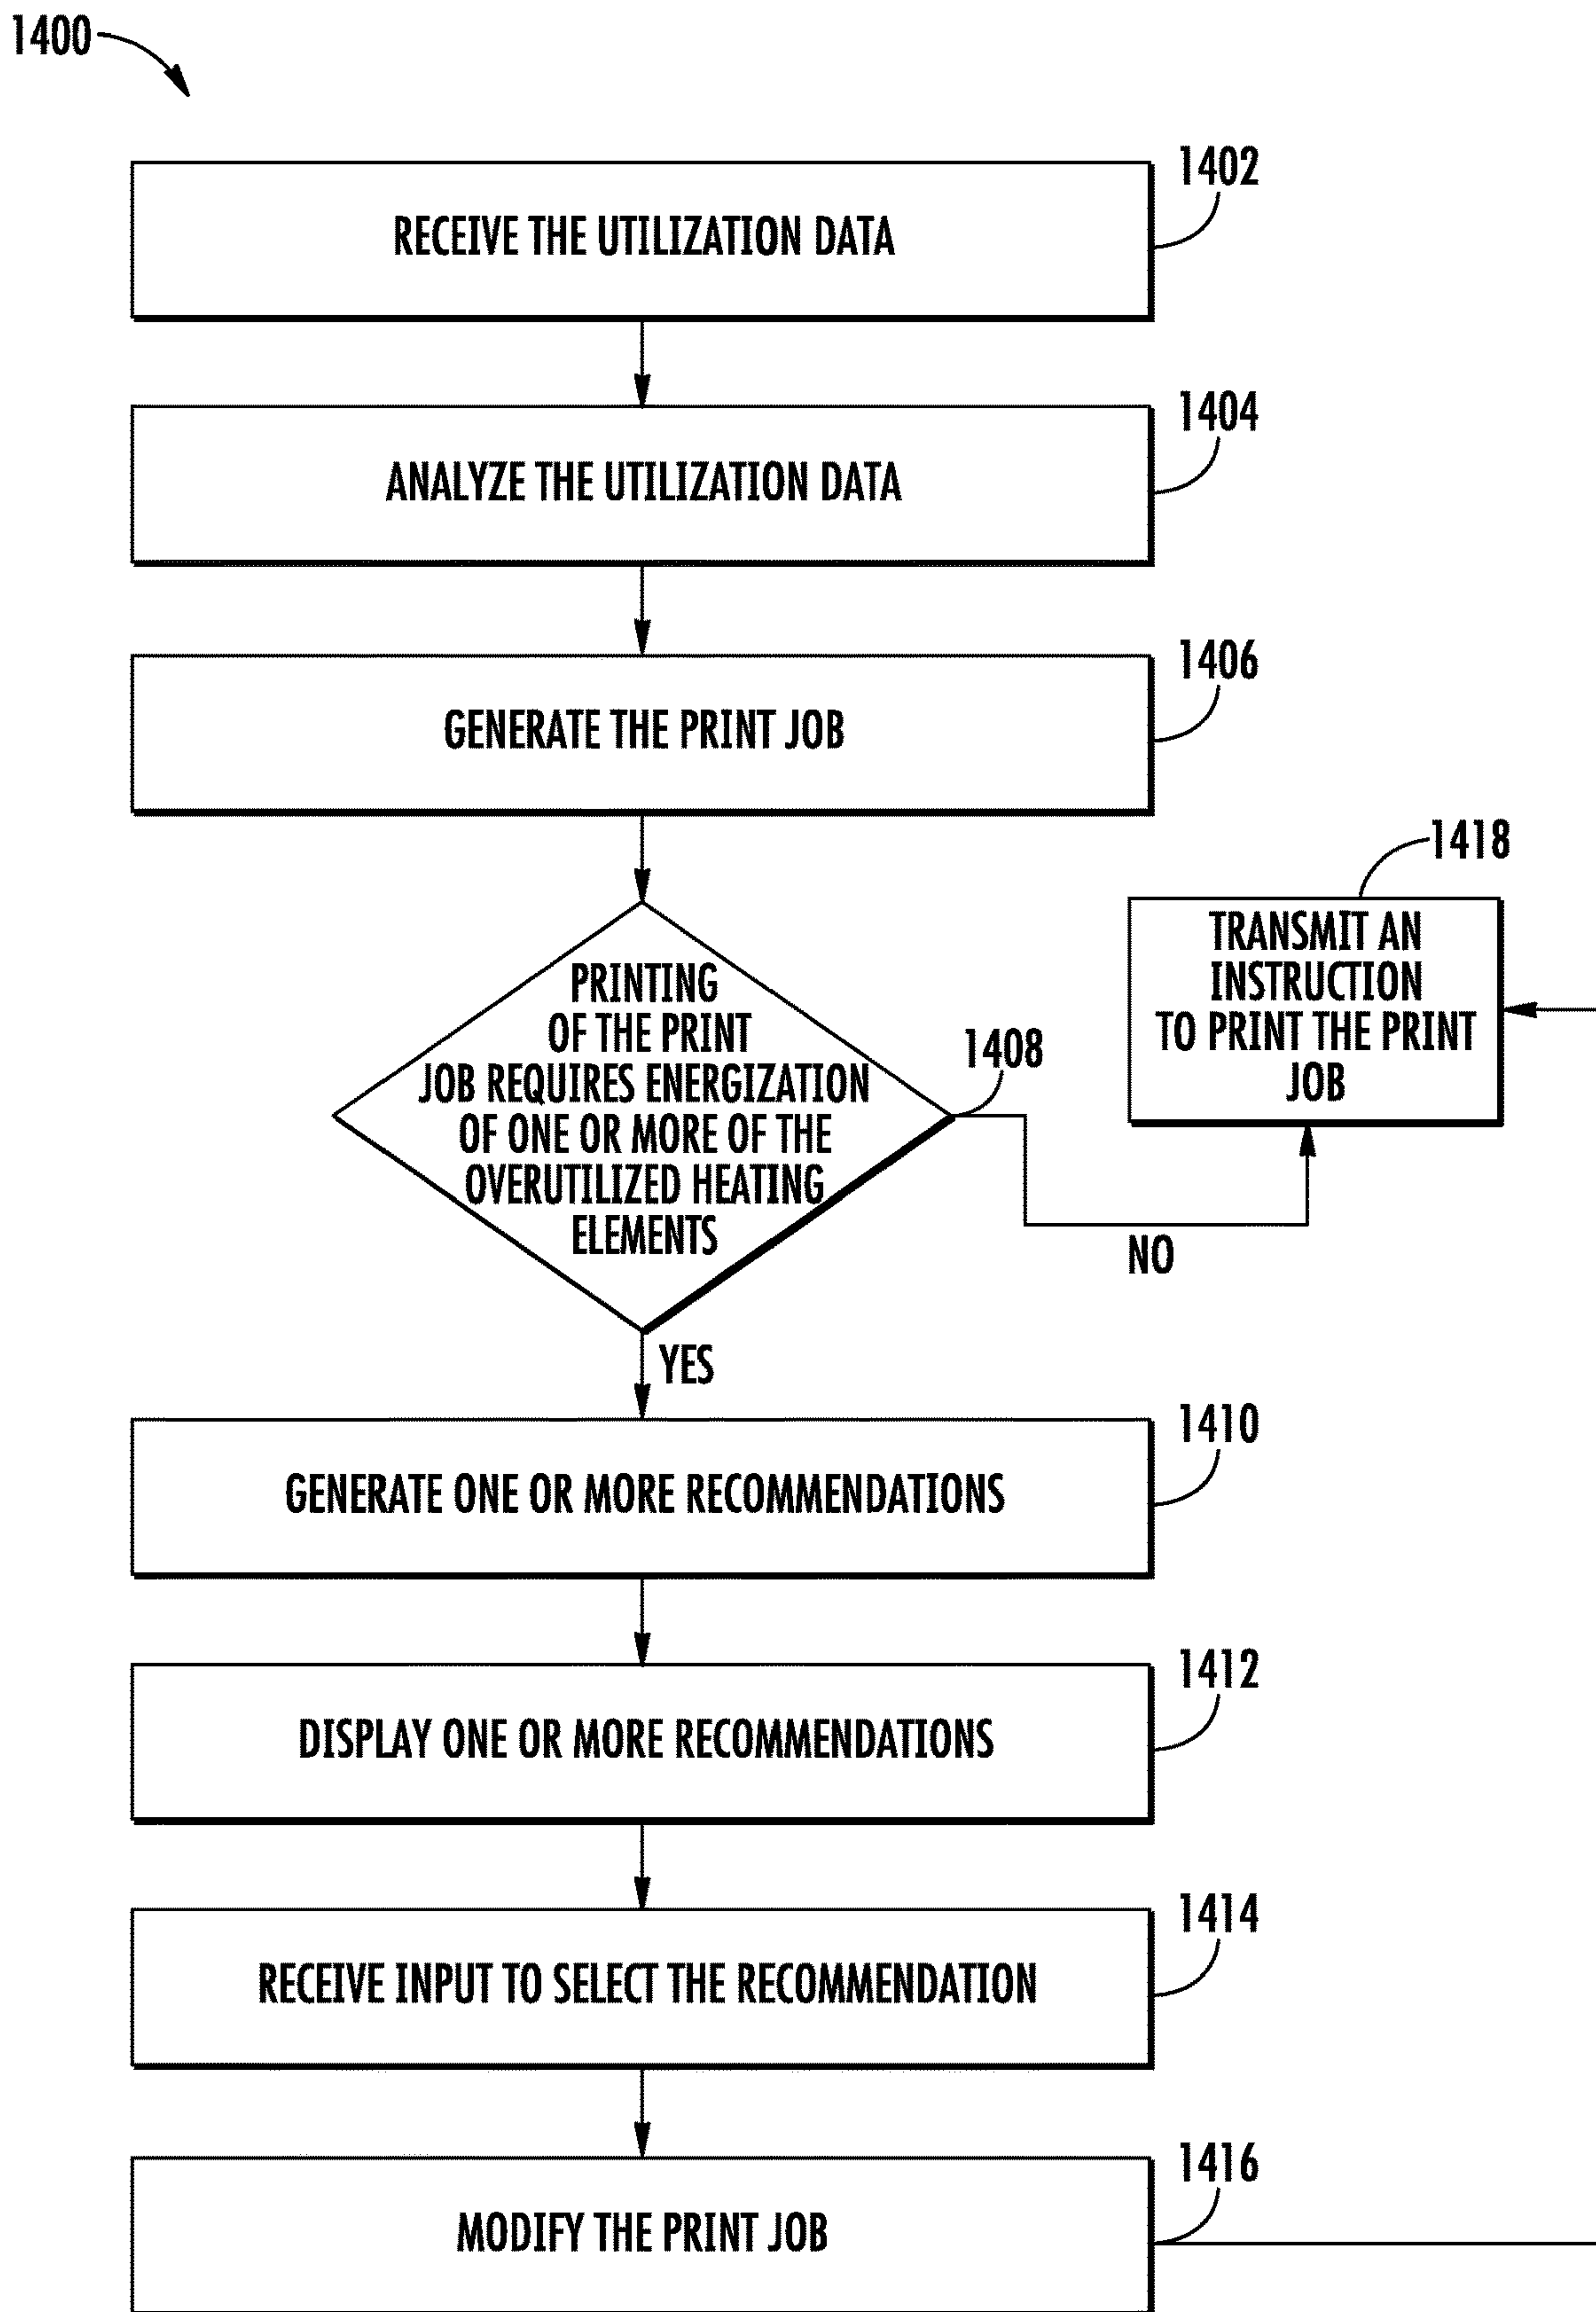 1400
1402
RECEIVE THE UTILIZATION DATA
1404
ANALYZE THE UTILIZATION DATA
1406
GENERATE THE PRINT JOB
1418
TRANSMIT AN
INSTRUCTION
TO PRINT THE PRINT
JOB
PRINTING
OF THE PRINT
JOB REQUIRES ENERGIZATION
OF ONE OR MORE OF THE
OVERUTILIZED HEATING
ELEMENTS
1408
NO
YES
1410
GENERATE ONE OR MORE RECOMMENDATIONS
1412
DISPLAY ONE OR MORE RECOMMENDATIONS
1414
RECEIVE INPUT TO SELECT THE RECOMMENDATION
1416
MODIFY THE PRINT JOB